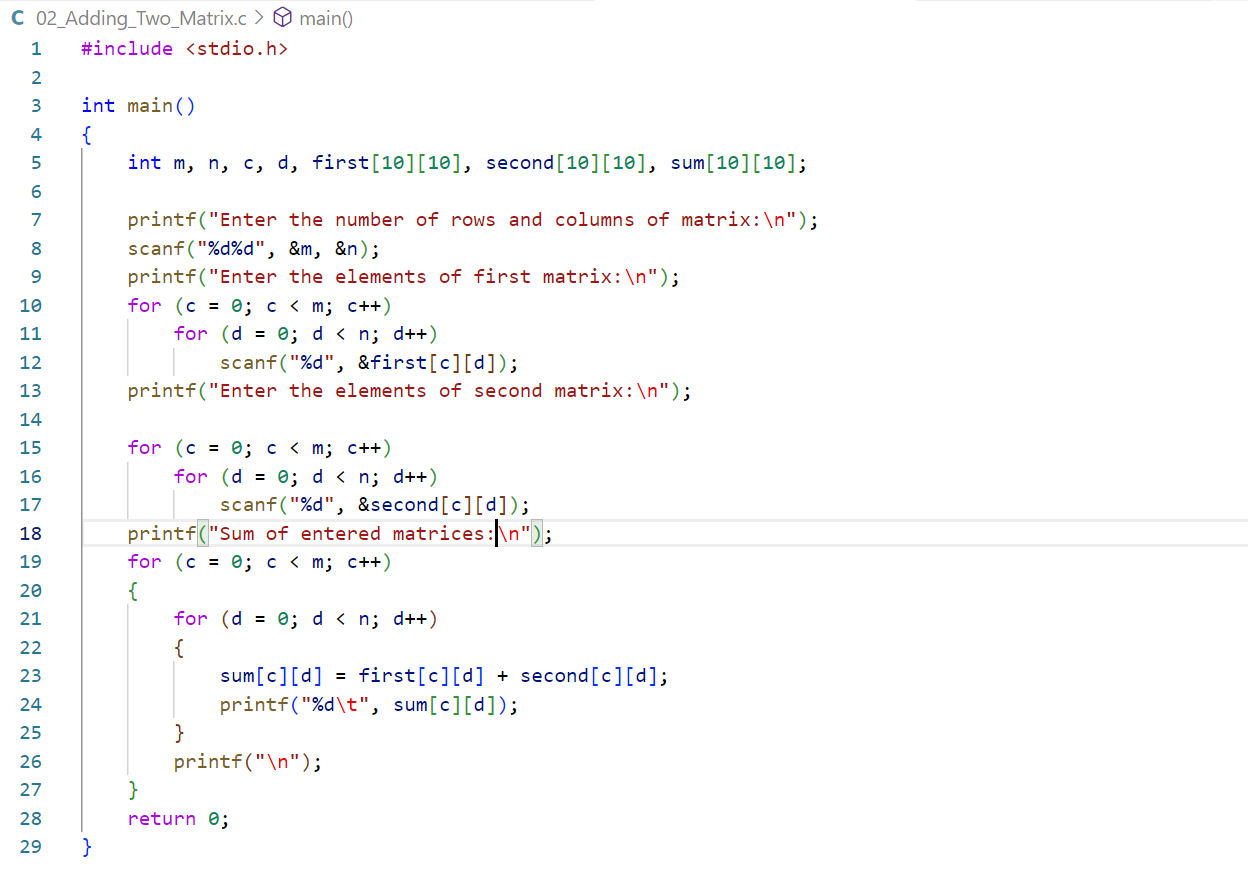 C 02_Adding_Two_Matrix.c > main()
1 #include <stdio.h>
2
3 int main()
4 {
5     int m, n, c, d, first[10][10], second[10][10], sum[10][10];
6
7     printf("Enter the number of rows and columns of matrix:\n");
8     scanf("%d%d", &m, &n);
9     printf("Enter the elements of first matrix:\n");
10     for (c = 0; c < m; c++)
11         for (d = 0; d < n; d++)
12             scanf("%d", &first[c][d]);
13     printf("Enter the elements of second matrix:\n");
14
15     for (c = 0; c < m; c++)
16         for (d = 0; d < n; d++)
17             scanf("%d", &second[c][d]);
18     printf("Sum of entered matrices:\n");
19     for (c = 0; c < m; c++)
20     {
21         for (d = 0; d < n; d++)
22         {
23             sum[c][d] = first[c][d] + second[c][d];
24             printf("%d\t", sum[c][d]);
25         }
26         printf("\n");
27     }
28     return 0;
29 }